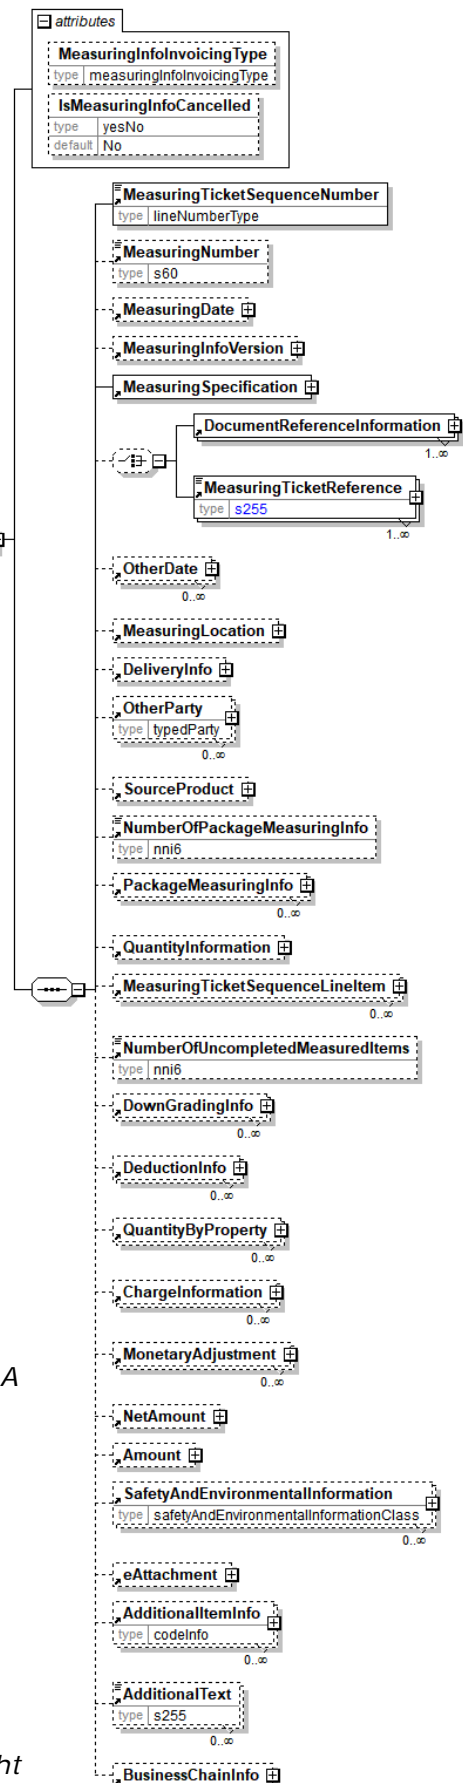 attributes
MeasuringInfoInvoicingType
type measuringInfoInvoicingType
IsMeasuringInfoCancelled
type yesNo
default No
MeasuringTicketSequenceNumber
type lineNumberType
MeasuringNumber
type s60
MeasuringDate
MeasuringInfoVersion
MeasuringSpecification
DocumentReferenceInformation
1..∞
MeasuringTicketReference
type s255
1..∞
OtherDate
0..∞
MeasuringLocation
DeliveryInfo
OtherParty
type typedParty
0..∞
SourceProduct
NumberOfPackageMeasuringInfo
type nni6
PackageMeasuringInfo
0..∞
QuantityInformation
MeasuringTicketSequenceLineItem
0..∞
NumberOfUncompletedMeasuredItems
type nni6
DownGradingInfo
0..∞
DeductionInfo
0..∞
QuantityByProperty
0..∞
ChargeInformation
0..∞
MonetaryAdjustment
0..∞
A
NetAmount
Amount
SafetyAndEnvironmentalInformation
type safetyAndEnvironmentalInformationClass
0..∞
eAttachment
AdditionalItemInfo
type codeInfo
0..∞
AdditionalText
type s255
0..∞
ht
BusinessChainInfo